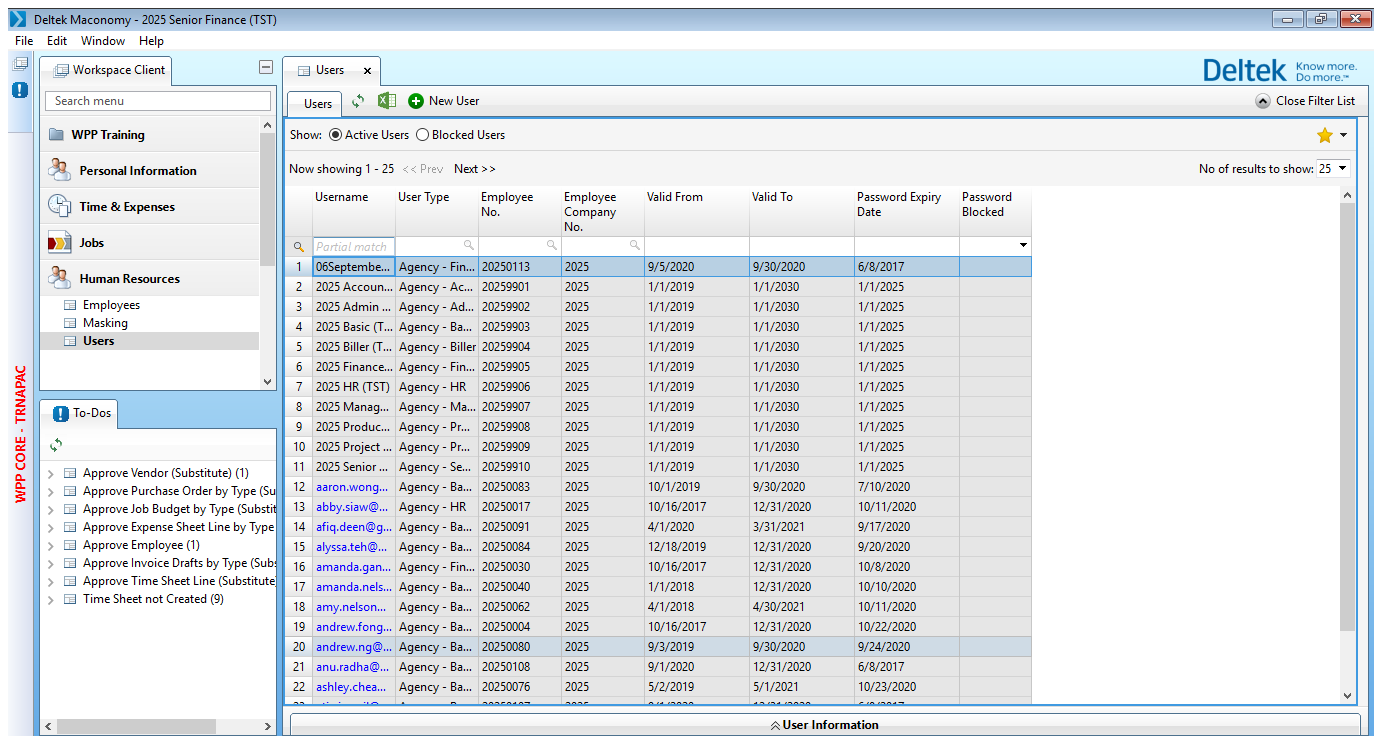 Deltek Maconomy - 2025 Senior Finance (TST)
File Edit Window Help
Workspace Client
Search menu
WPP Training
Personal Information
Time & Expenses
Jobs
Human Resources
Employees
Masking
Users
WPP CORE - TRNAPAC
To-Dos
Approve Vendor (Substitute) (1)
Approve Purchase Order by Type (Su
Approve Job Budget by Type (Substit
Approve Expense Sheet Line by Type
Approve Employee (1)
Approve Invoice Drafts by Type (Subs
Approve Time Sheet Line (Substitute
Time Sheet not Created (9)
Users
Deltek Know more.
Do more.™
Users New User Close Filter List
Show: Active Users Blocked Users
Now showing 1 - 25 << Prev Next >> No of results to show: 25
Username User Type Employee No. Employee Company No. Valid From Valid To Password Expiry Date Password Blocked
Partial match
1 06Septembe... Agency - Fin... 20250113 2025 9/5/2020 9/30/2020 6/8/2017
2 2025 Accoun... Agency - Ac... 20259901 2025 1/1/2019 1/1/2030 1/1/2025
3 2025 Admin ... Agency - Ad... 20259902 2025 1/1/2019 1/1/2030 1/1/2025
4 2025 Basic (T... Agency - Ba... 20259903 2025 1/1/2019 1/1/2030 1/1/2025
5 2025 Biller (T... Agency - Biller 20259904 2025 1/1/2019 1/1/2030 1/1/2025
6 2025 Finance... Agency - Fin... 20259905 2025 1/1/2019 1/1/2030 1/1/2025
7 2025 HR (TST) Agency - HR 20259906 2025 1/1/2019 1/1/2030 1/1/2025
8 2025 Manag... Agency - Ma... 20259907 2025 1/1/2019 1/1/2030 1/1/2025
9 2025 Produc... Agency - Pr... 20259908 2025 1/1/2019 1/1/2030 1/1/2025
10 2025 Project ... Agency - Pr... 20259909 2025 1/1/2019 1/1/2030 1/1/2025
11 2025 Senior ... Agency - Se... 20259910 2025 1/1/2019 1/1/2030 1/1/2025
12 aaron.wong... Agency - Ba... 20250083 2025 10/1/2019 9/30/2020 7/10/2020
13 abby.siaw@... Agency - HR 20250017 2025 10/16/2017 12/31/2020 10/11/2020
14 afiq.deen@g... Agency - Ba... 20250091 2025 4/1/2020 3/31/2021 9/17/2020
15 alyssa.teh@... Agency - Ba... 20250084 2025 12/18/2019 12/31/2020 9/20/2020
16 amanda.gan... Agency - Fin... 20250030 2025 10/16/2017 12/31/2020 10/8/2020
17 amanda.nels... Agency - Ba... 20250040 2025 1/1/2018 12/31/2020 10/10/2020
18 amy.nelson... Agency - Ba... 20250062 2025 4/1/2018 4/30/2021 10/11/2020
19 andrew.fong... Agency - Ba... 20250004 2025 10/16/2017 12/31/2020 10/22/2020
20 andrew.ng@... Agency - Ba... 20250080 2025 9/3/2019 9/30/2020 9/24/2020
21 anu.radha@... Agency - Ba... 20250108 2025 9/1/2020 12/31/2020 6/8/2017
22 ashley.chea... Agency - Ba... 20250076 2025 5/2/2019 5/1/2021 10/23/2020
User Information